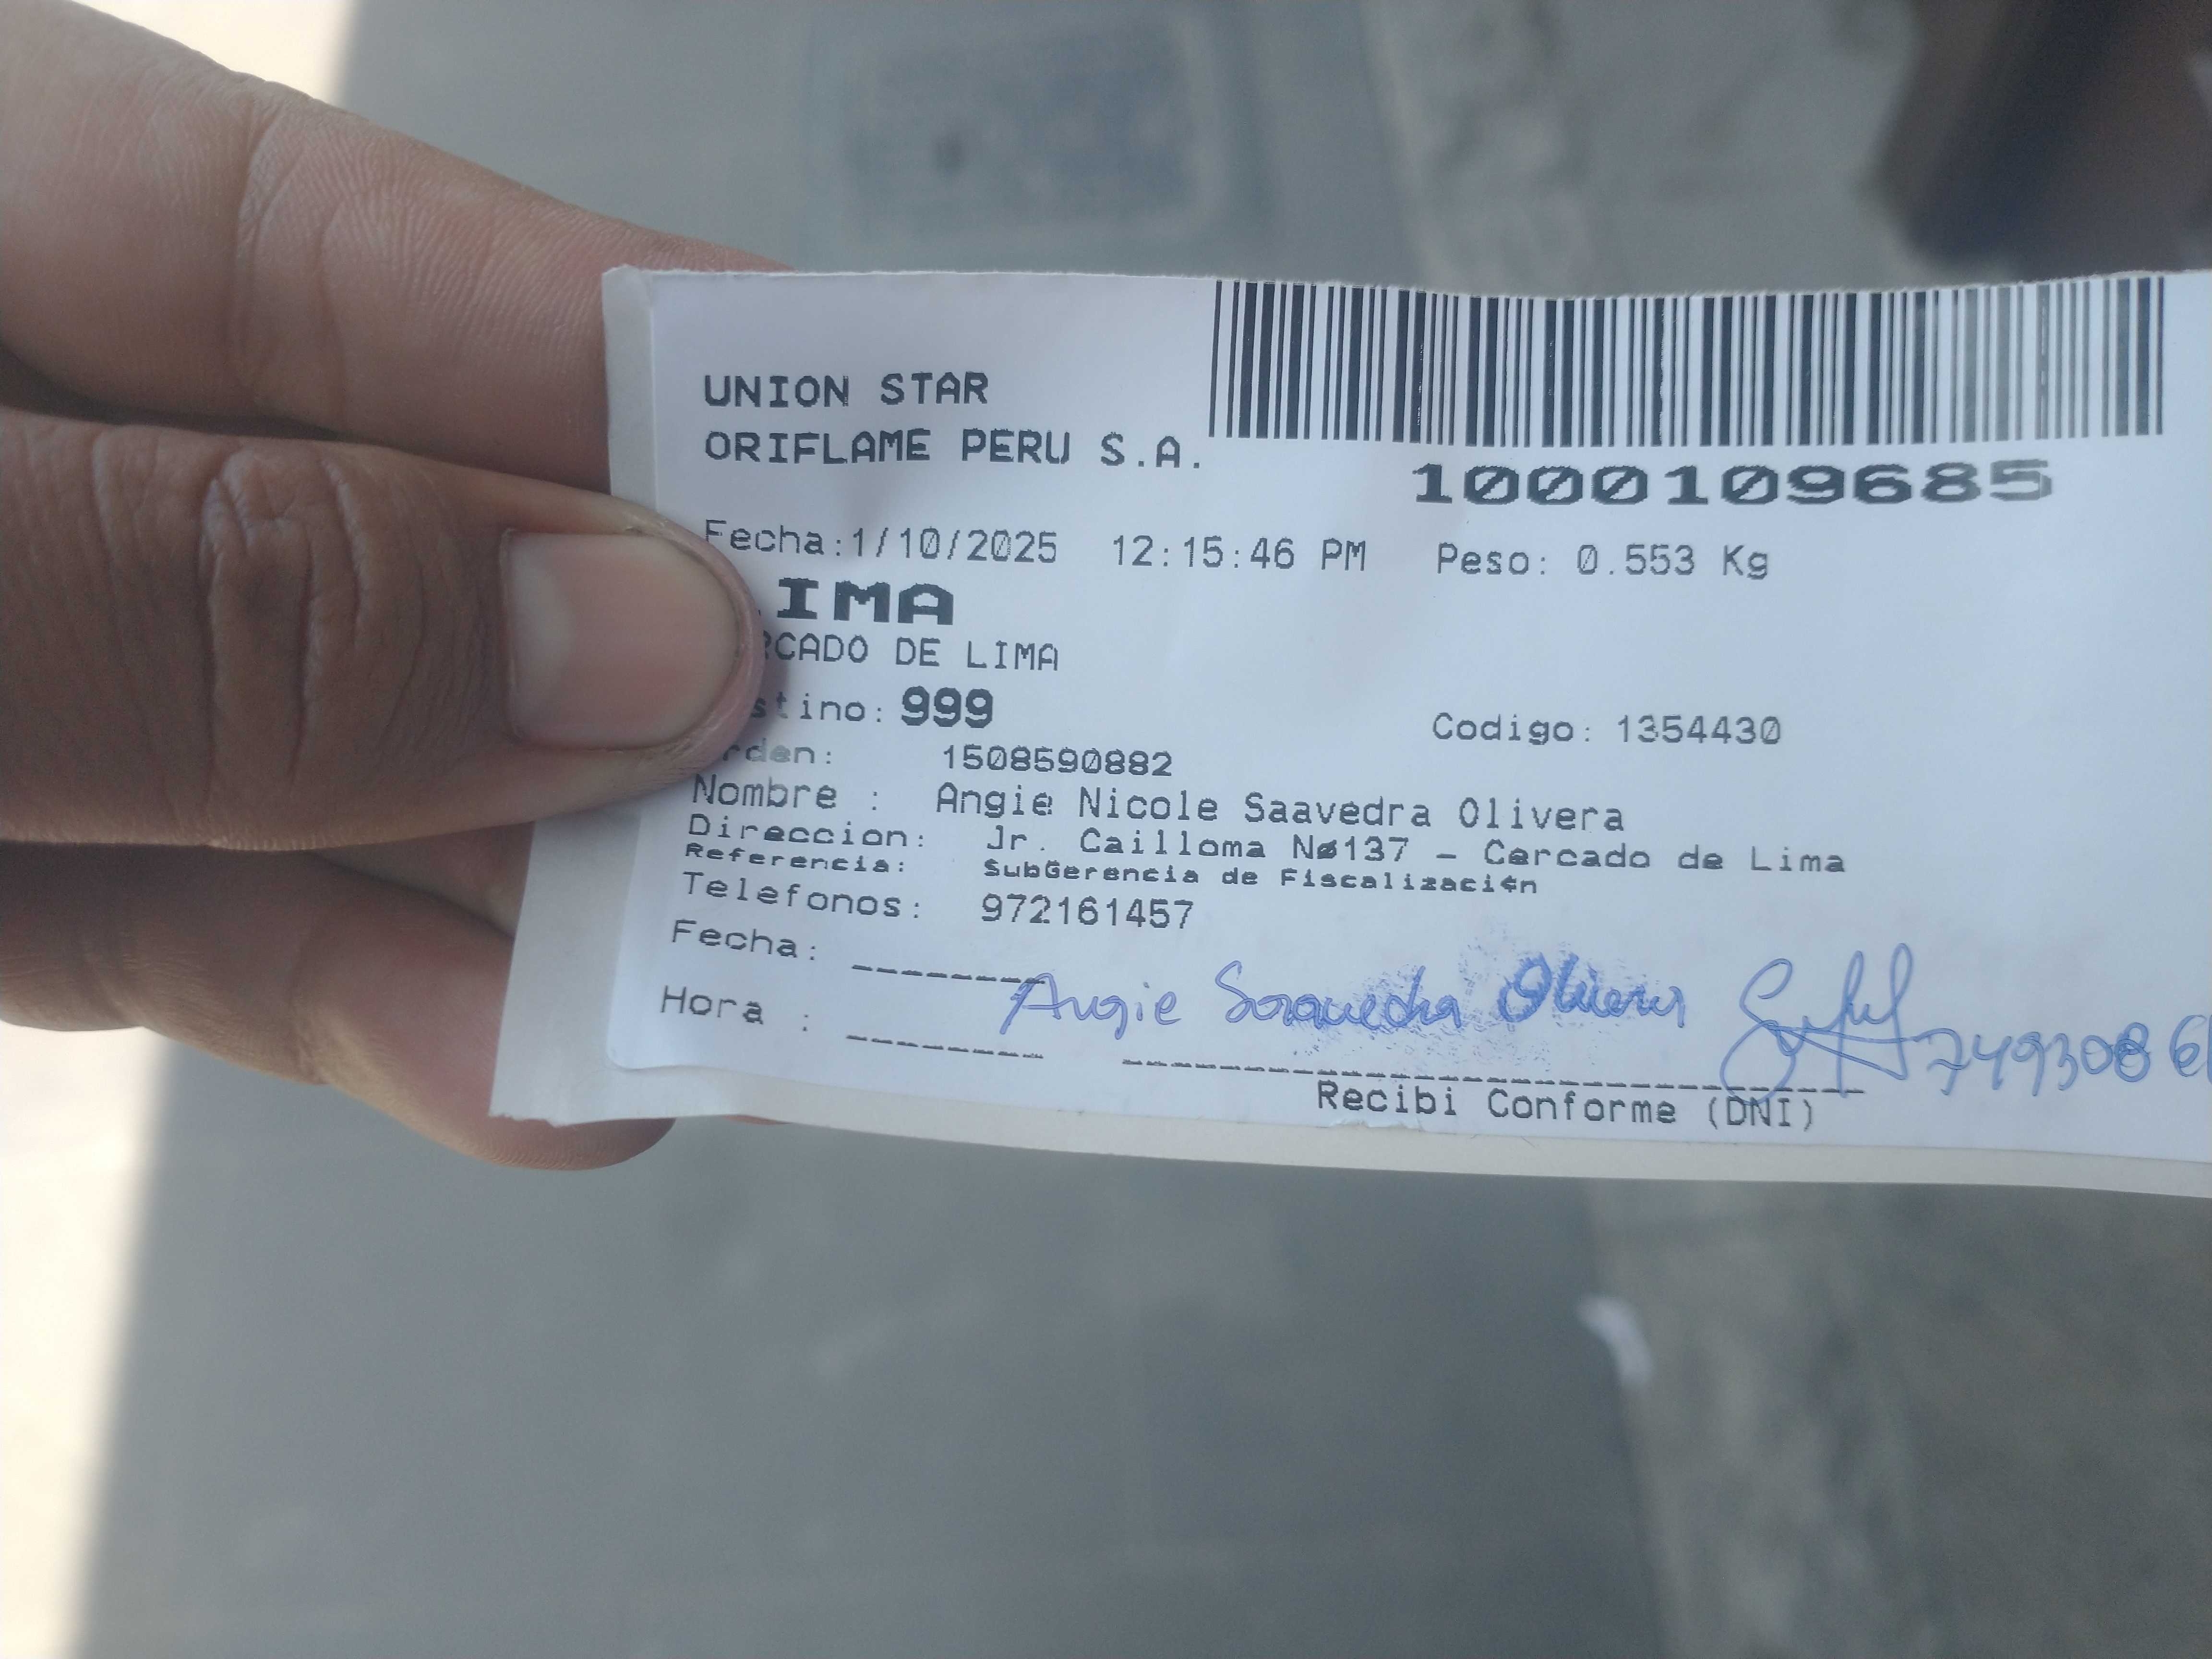 UNION STAR
ORIFLAME PERU S.A.
1000109685
Fecha:1/10/2025 12:15:46 PM Peso: 0.553 Kg
IMA
RCADO DE LIMA
stino: 999 Codigo: 1354430
rden: 1508590882
Nombre : Angie Nicole Saavedra Olivera
Direccion: Jr. Cailloma Nø137 - Cercado de Lima
Referencia: SubGerencia de Fiscalizaci¢n
Telefonos: 972161457
Fecha: --------
Hora : -------- Angie Saavedra Olivera 7493086
Recibi Conforme (DNI)